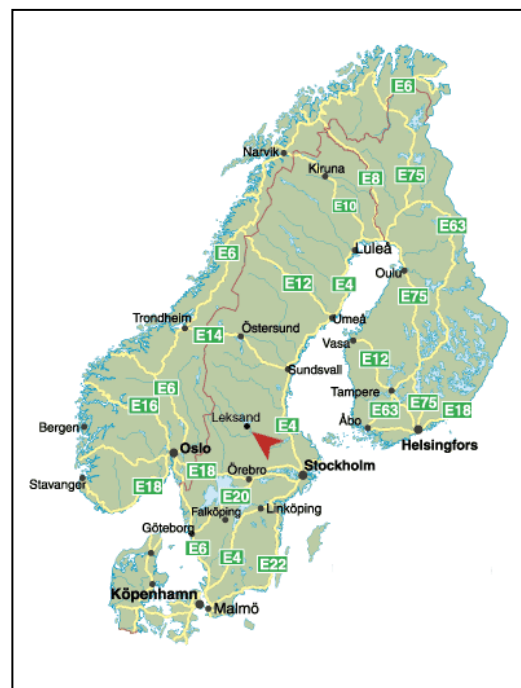 E6
Narvik
Kiruna
E8
E75
E10
E63
E6
Luleå
Oulu
E12
E4
E75
Trondheim
Umeå
E14
Östersund
Vasa
E12
Sundsvall
E6
Tampere
E16
E63
E75
E18
Leksand
E4
Åbo
Helsingfors
Bergen
Oslo
E18
Örebro
Stockholm
Stavanger
E18
E20
Falköping
Linköping
Göteborg
E6
E4
E22
Köpenhamn
Malmö